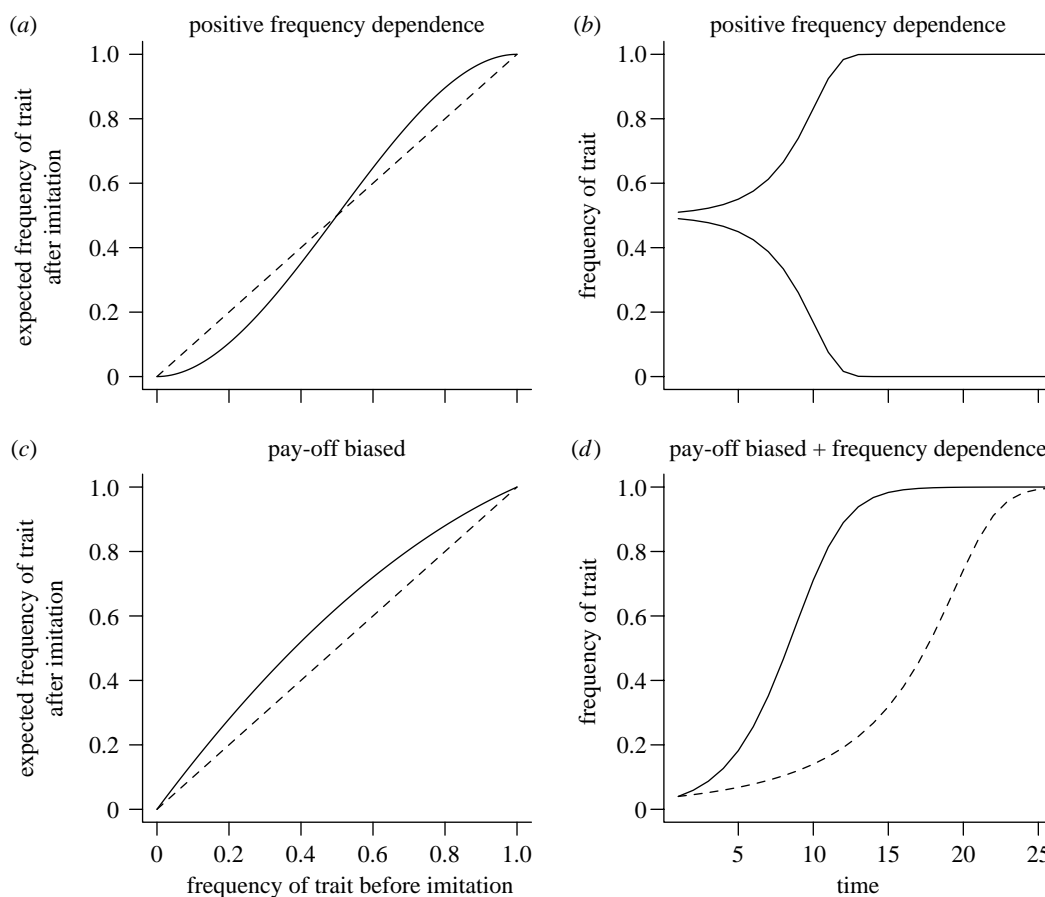 (a) positive frequency dependence
1.0
0.8
0.6
0.4
0.2
0
expected frequency of trait
after imitation
(b) positive frequency dependence
1.0
0.8
0.6
0.4
0.2
0
frequency of trait
(c) pay-off biased
1.0
0.8
0.6
0.4
0.2
0
expected frequency of trait
after imitation
0 0.2 0.4 0.6 0.8 1.0
frequency of trait before imitation
(d) pay-off biased + frequency dependence
1.0
0.8
0.6
0.4
0.2
0
frequency of trait
5 10 15 20 25
time